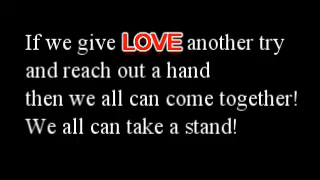 If we give LOVE another try
and reach out a hand
then we all can come together!
We all can take a stand!